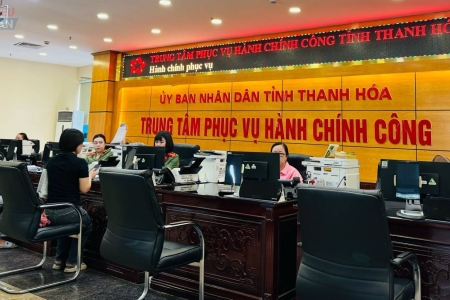 TRUNG TÂM PHỤC VỤ HÀNH CHÍNH CÔNG TỈNH THANH HÓ
Hành chính phục vụ
ỦY BAN NHÂN DÂN TỈNH THANH HÓA
TRUNG TÂM PHỤC VỤ HÀNH CHÍNH CÔNG